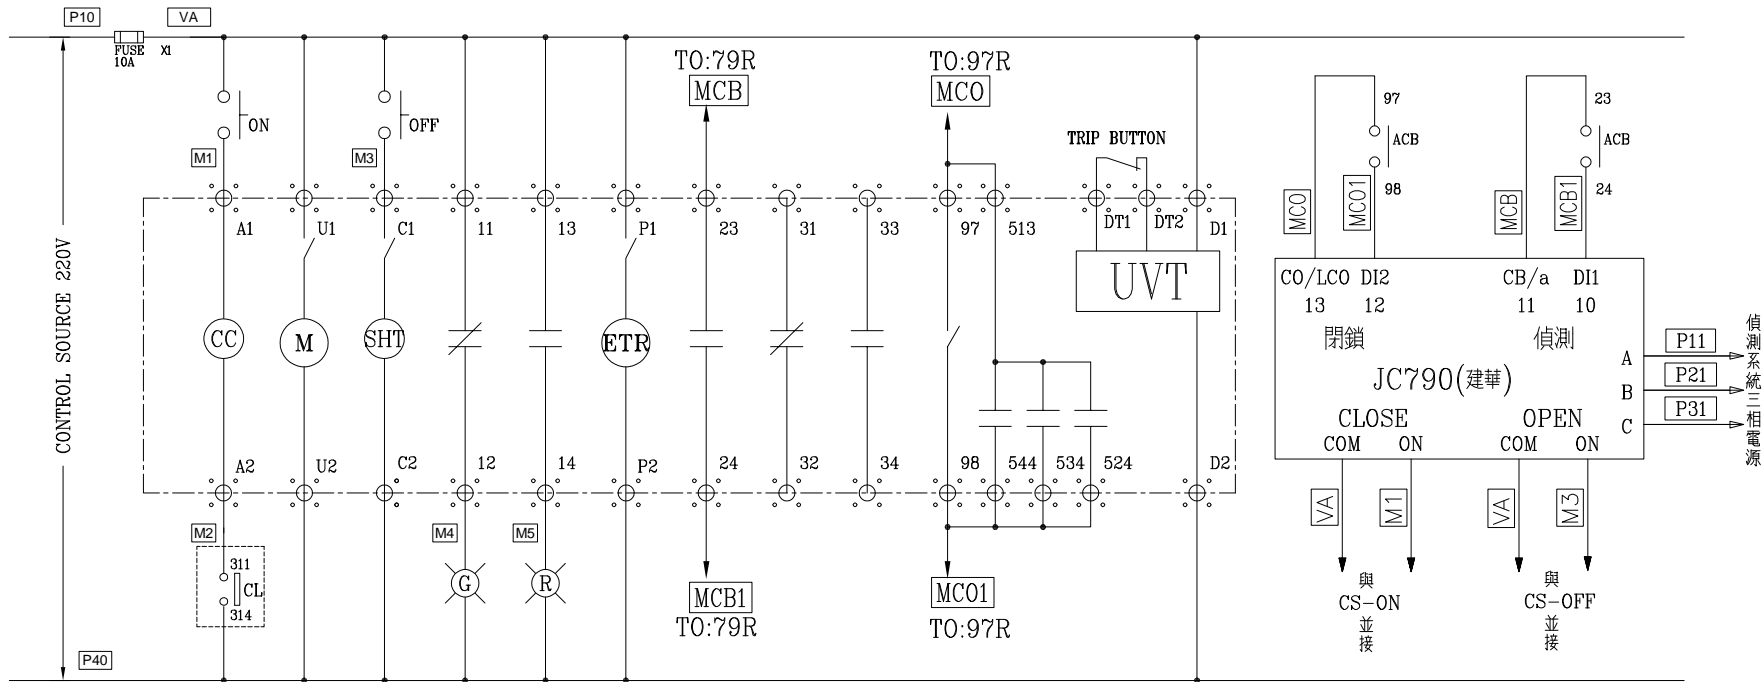 P10
VA
FUSE
10A
X1
CONTROL SOURCE 220V
P40
ON
M1
OFF
M3
TO:79R
MCB
TO:97R
MCO
TRIP BUTTON
A1
U1
C1
11
13
P1
23
31
33
97
513
DT1
DT2
D1
UVT
CC
M
SHT
ETR
A2
U2
C2
12
14
P2
24
32
34
98
544
534
524
D2
M2
311
CL
314
M4
G
M5
R
MCB1
TO:79R
MCO1
TO:97R
97
ACB
98
MCO
MCO1
23
ACB
24
MCB
MCB1
CO/LCO DI2
13 12
閉鎖
CB/a DI1
11 10
偵測
JC790(建華)
CLOSE
COM ON
OPEN
COM ON
A
B
C
P11
P21
P31
偵測系統三相電源
VA
M1
VA
M3
與
CS-ON
並
接
與
CS-OFF
並
接